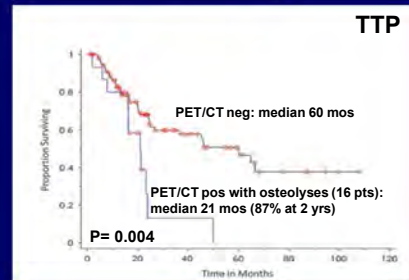 TTP
Proportion Surviving
1
0.8
0.6
0.4
0.2
0
PET/CT neg: median 60 mos
PET/CT pos with osteolyses (16 pts):
median 21 mos (87% at 2 yrs)
P= 0.004
0
20
40
60
80
100
120
Time in Months